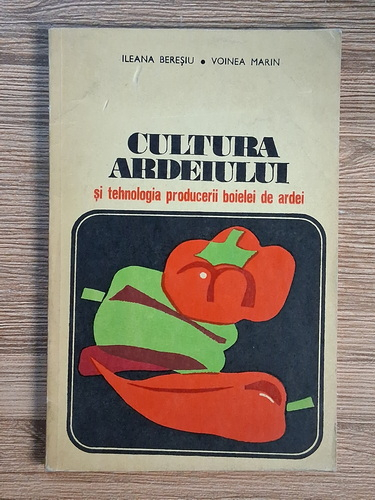 ILEANA BEREȘIU • VOINEA MARIN
CULTURA
ARDEIULUI
și tehnologia producerii boielei de ardei